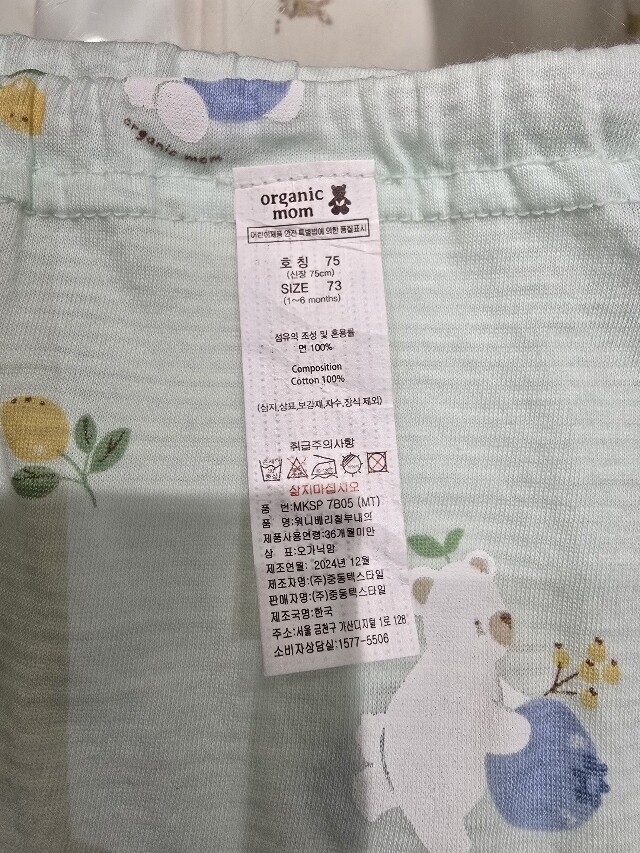 organic mom
organic
mom
어린이제품 안전 특별법에 의한 품질표시
호 칭 75
(신장 75cm)
SIZE 73
(1~6 months)
섬유의 조성 및 혼용률
면 100%
Composition
Cotton 100%
(심지,상표,보강재,자수,장식 제외)
취급주의사항
삶지마십시오
품 번:MKSP 7B05 (MT)
품 명:워니베리칠부내의
제품사용연령:36개월미만
상 표:오가닉맘
제조연월: 2024년 12월
제조자명:(주)중동텍스타일
판매자명:(주)중동텍스타일
제조국명:한국
주소:서울 금천구 가산디지털 1로 128
소비자상담실:1577-5506